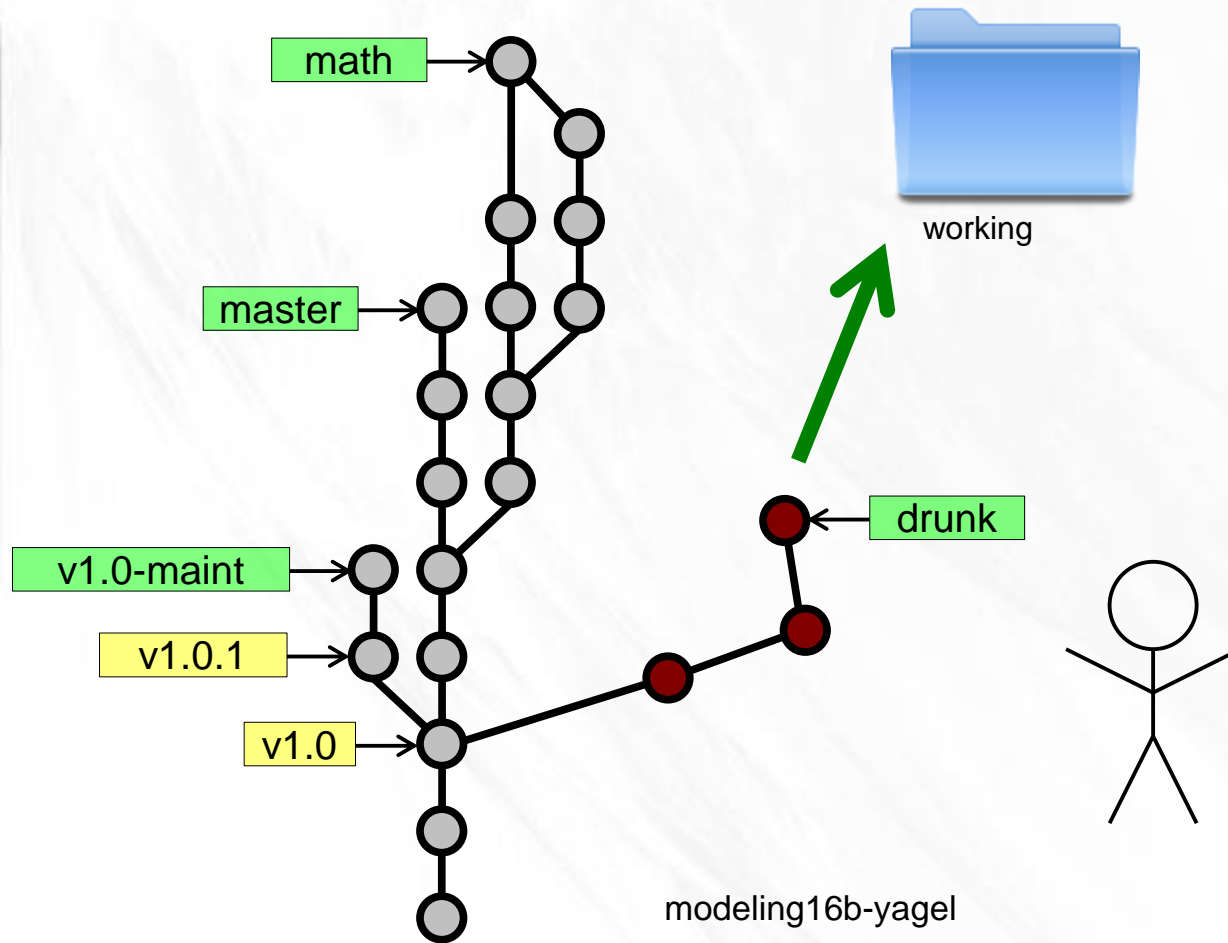 math
working
master
drunk
v1.0-maint
v1.0.1
v1.0
modeling16b-yagel